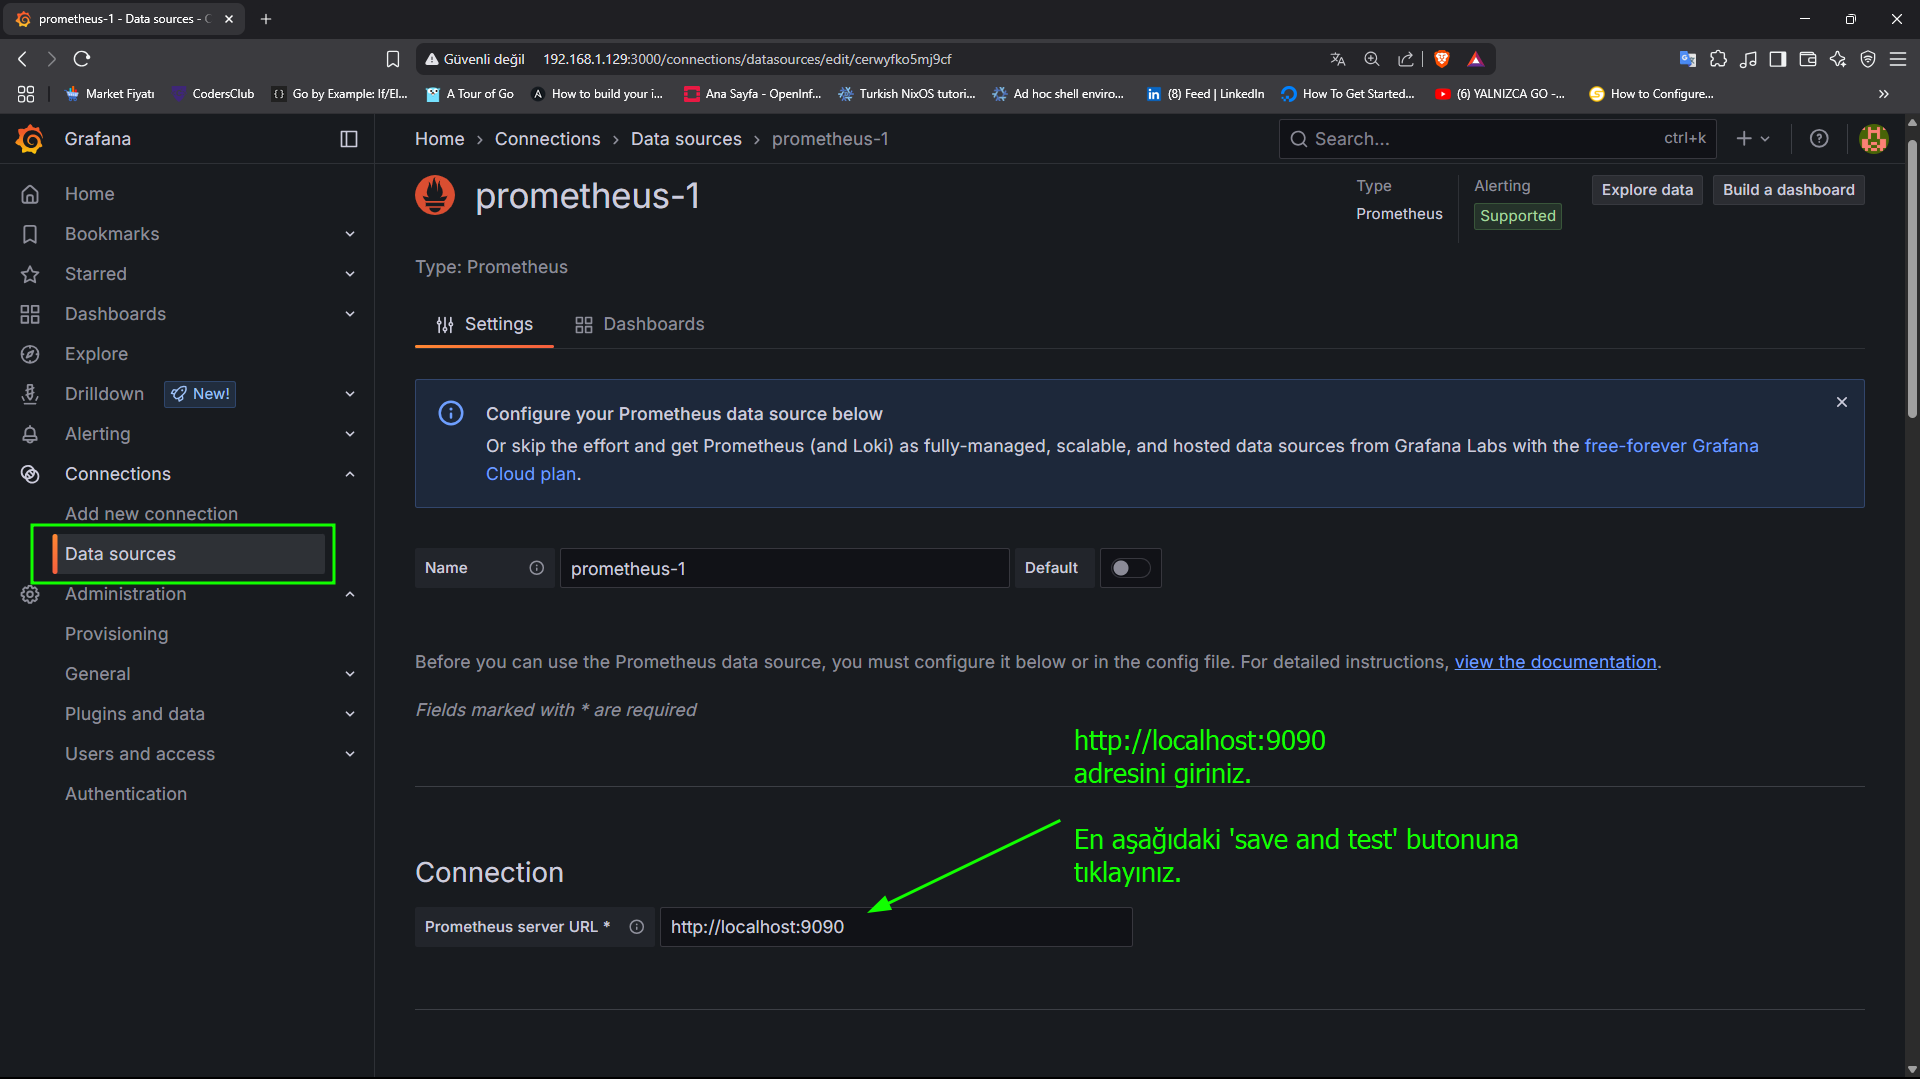 prometheus-1 - Data sources - C
Güvenli değil 192.168.1.129:3000/connections/datasources/edit/cerwyfko5mj9cf
Market Fiyatı
CodersClub
Go by Example: If/El...
A Tour of Go
How to build your i...
Ana Sayfa - OpenInf...
Turkish NixOS tutori...
Ad hoc shell enviro...
(8) Feed | LinkedIn
How To Get Started...
(6) YALNIZCA GO -...
How to Configure...
Grafana
Home › Connections › Data sources › prometheus-1
Search... ctrl+k
Home
Bookmarks
Starred
Dashboards
Explore
Drilldown New!
Alerting
Connections
Add new connection
Data sources
Administration
Provisioning
General
Plugins and data
Users and access
Authentication
prometheus-1
Type
Prometheus
Alerting
Supported
Explore data
Build a dashboard
Type: Prometheus
Settings
Dashboards
Configure your Prometheus data source below
Or skip the effort and get Prometheus (and Loki) as fully-managed, scalable, and hosted data sources from Grafana Labs with the free-forever Grafana
Cloud plan.
Name prometheus-1 Default
Before you can use the Prometheus data source, you must configure it below or in the config file. For detailed instructions, view the documentation.
Fields marked with * are required
http://localhost:9090
adresini giriniz.
En aşağıdaki 'save and test' butonuna
tıklayınız.
Connection
Prometheus server URL * http://localhost:9090